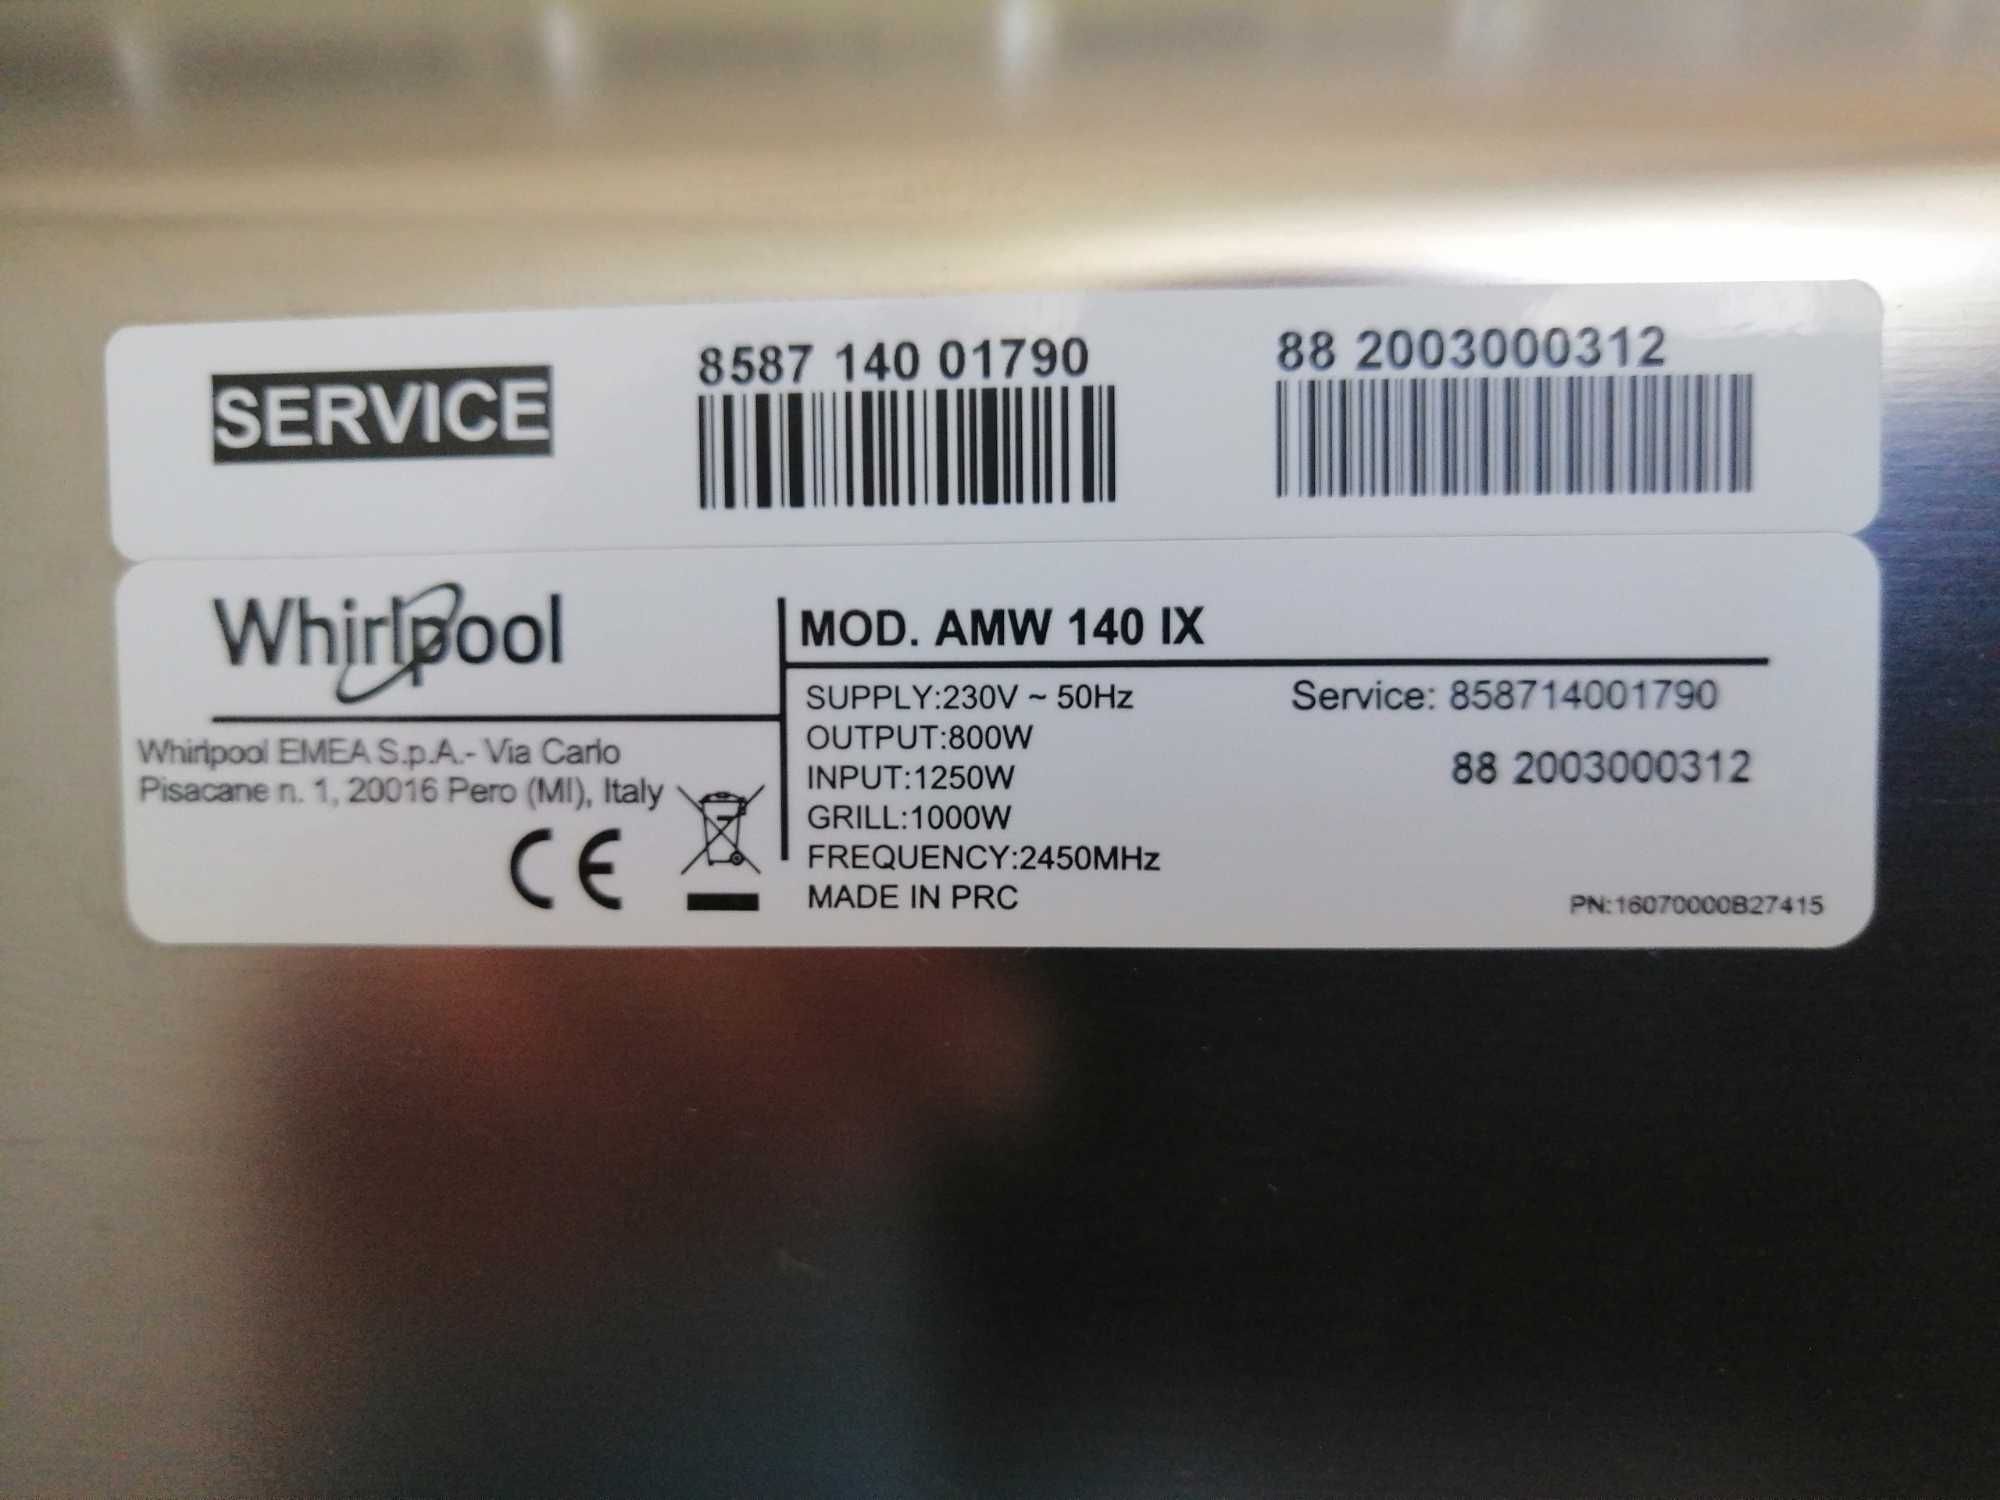 SERVICE
8587 140 01790
88 2003000312
Whirlpool
Whirlpool EMEA S.p.A.- Via Carlo
Pisacane n. 1, 20016 Pero (MI), Italy
CE
MOD. AMW 140 IX
SUPPLY:230V ~ 50Hz
OUTPUT:800W
INPUT:1250W
GRILL:1000W
FREQUENCY:2450MHz
MADE IN PRC
Service: 858714001790
88 2003000312
PN:16070000B27415